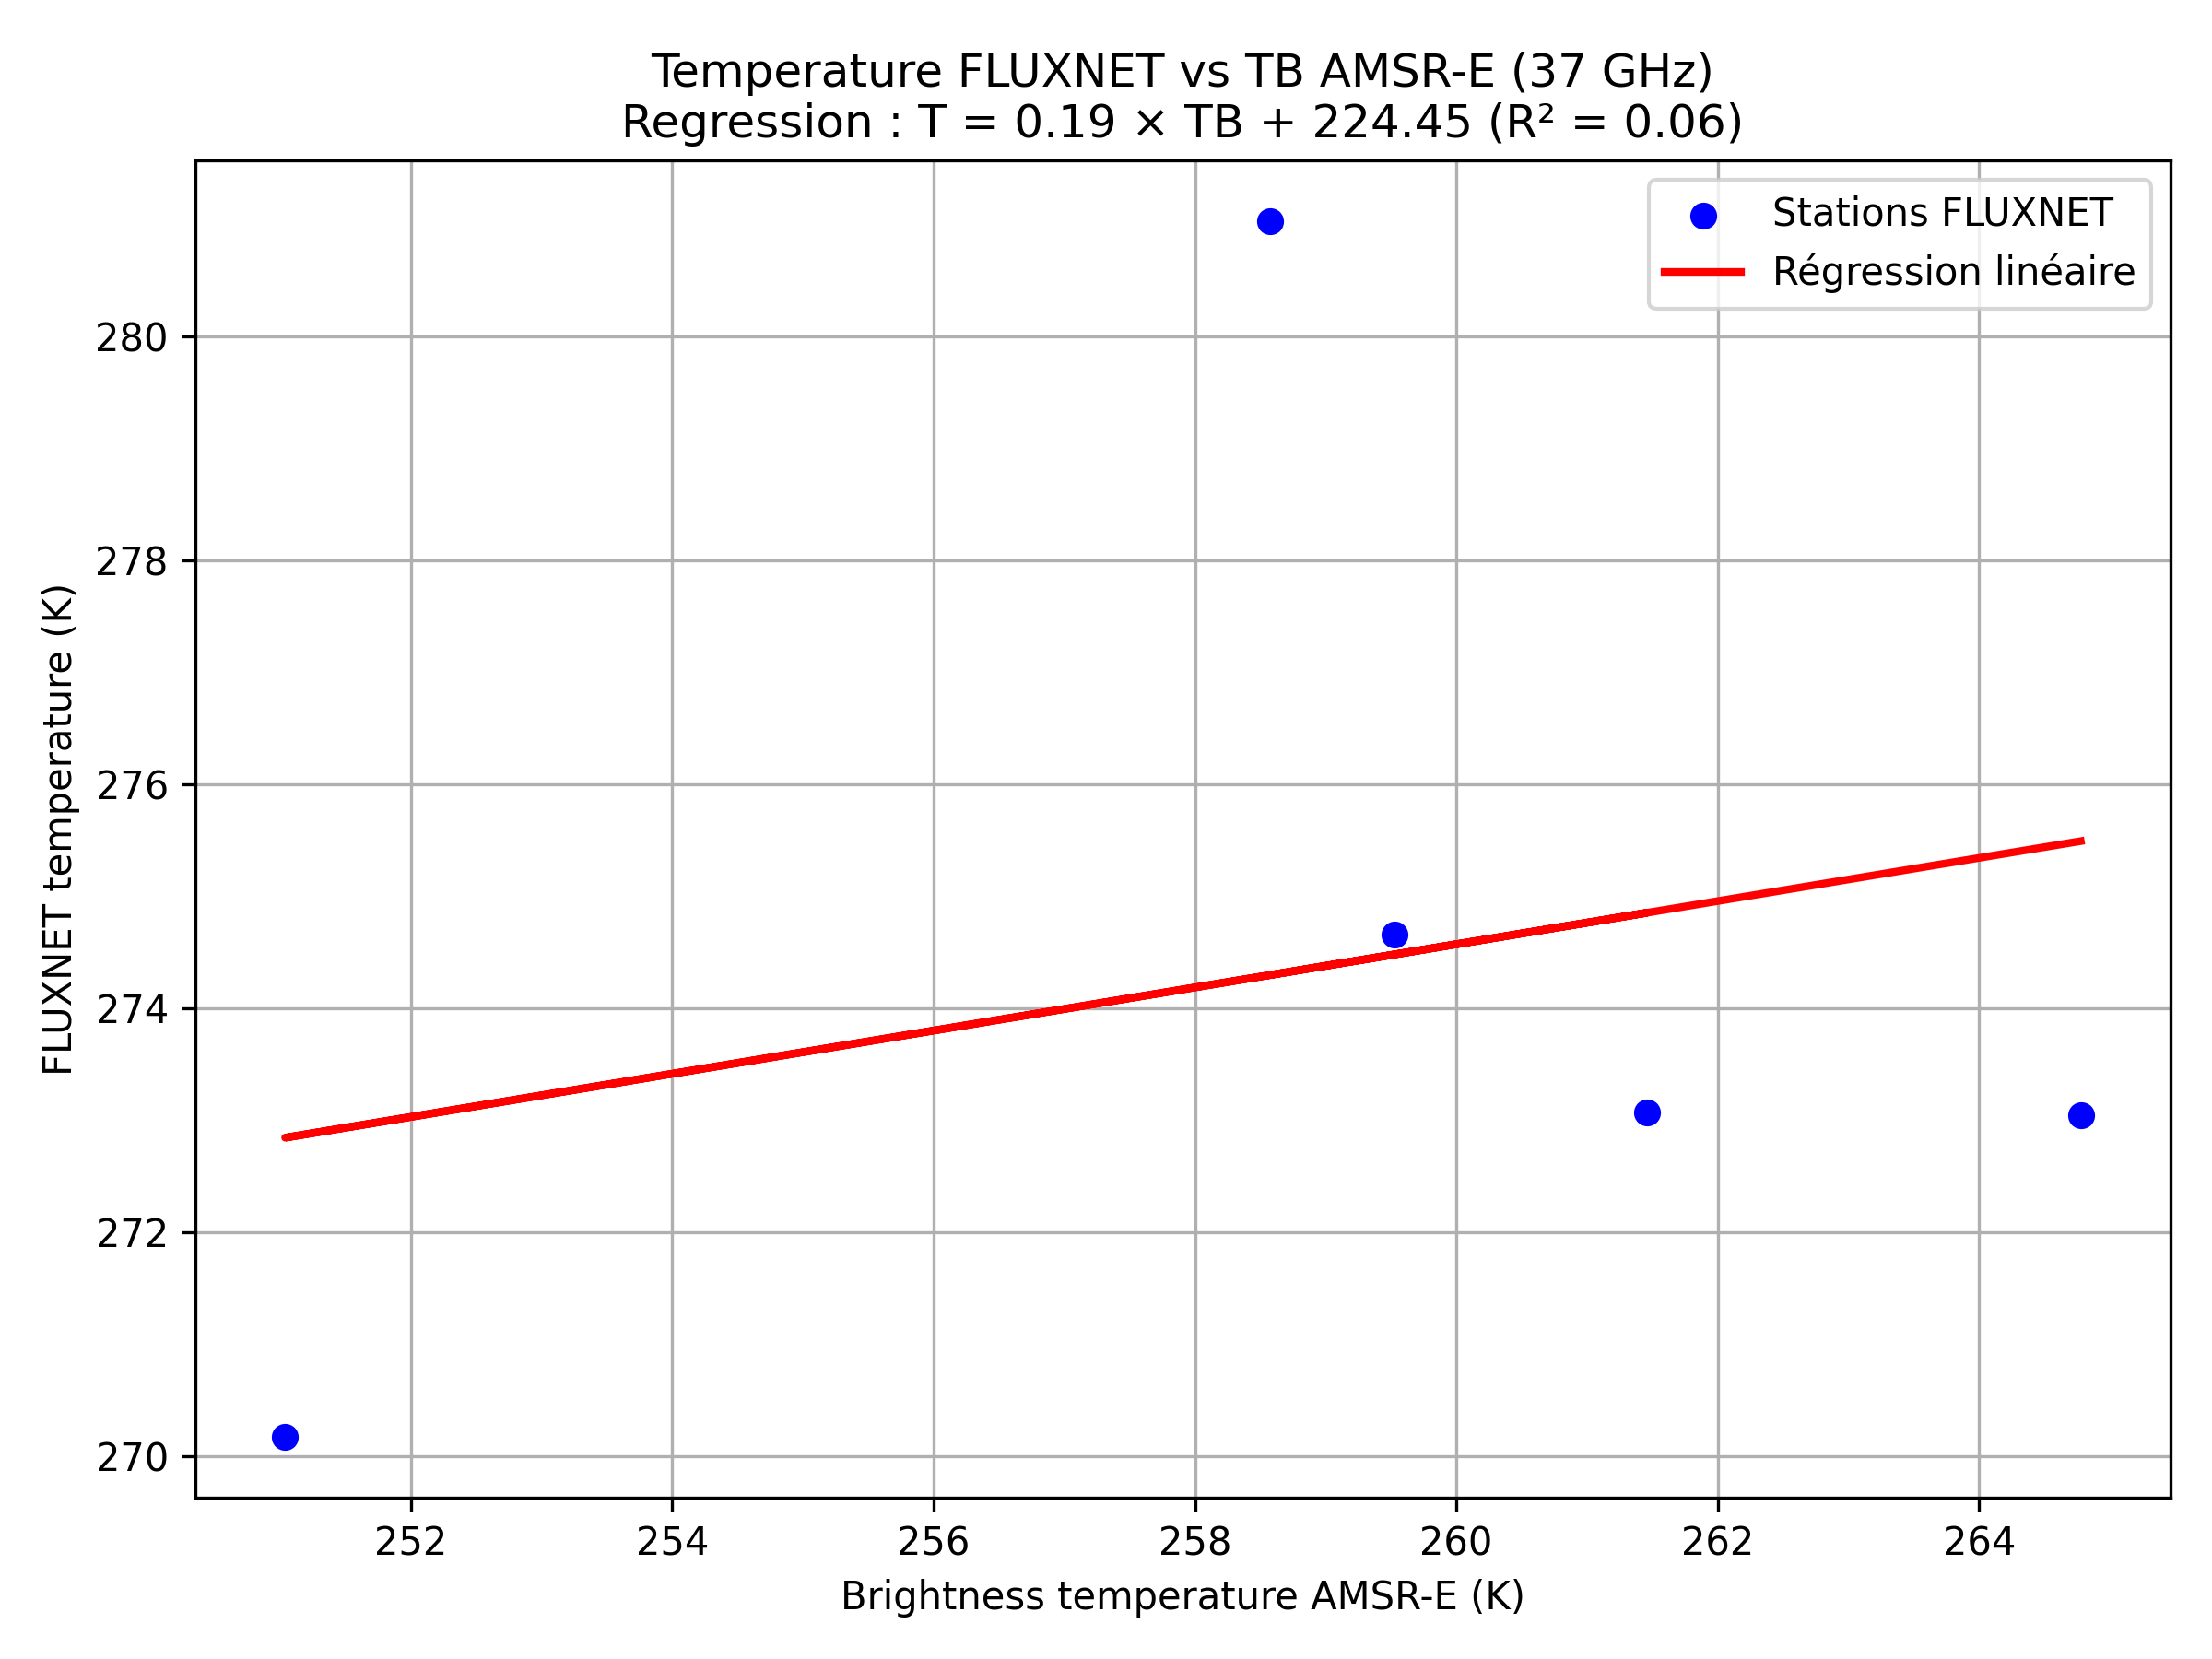 Temperature FLUXNET vs TB AMSR-E (37 GHz)
Regression : T = 0.19 × TB + 224.45 (R² = 0.06)
Stations FLUXNET
Régression linéaire
FLUXNET temperature (K)
280
278
276
274
272
270
252 254 256 258 260 262 264
Brightness temperature AMSR-E (K)